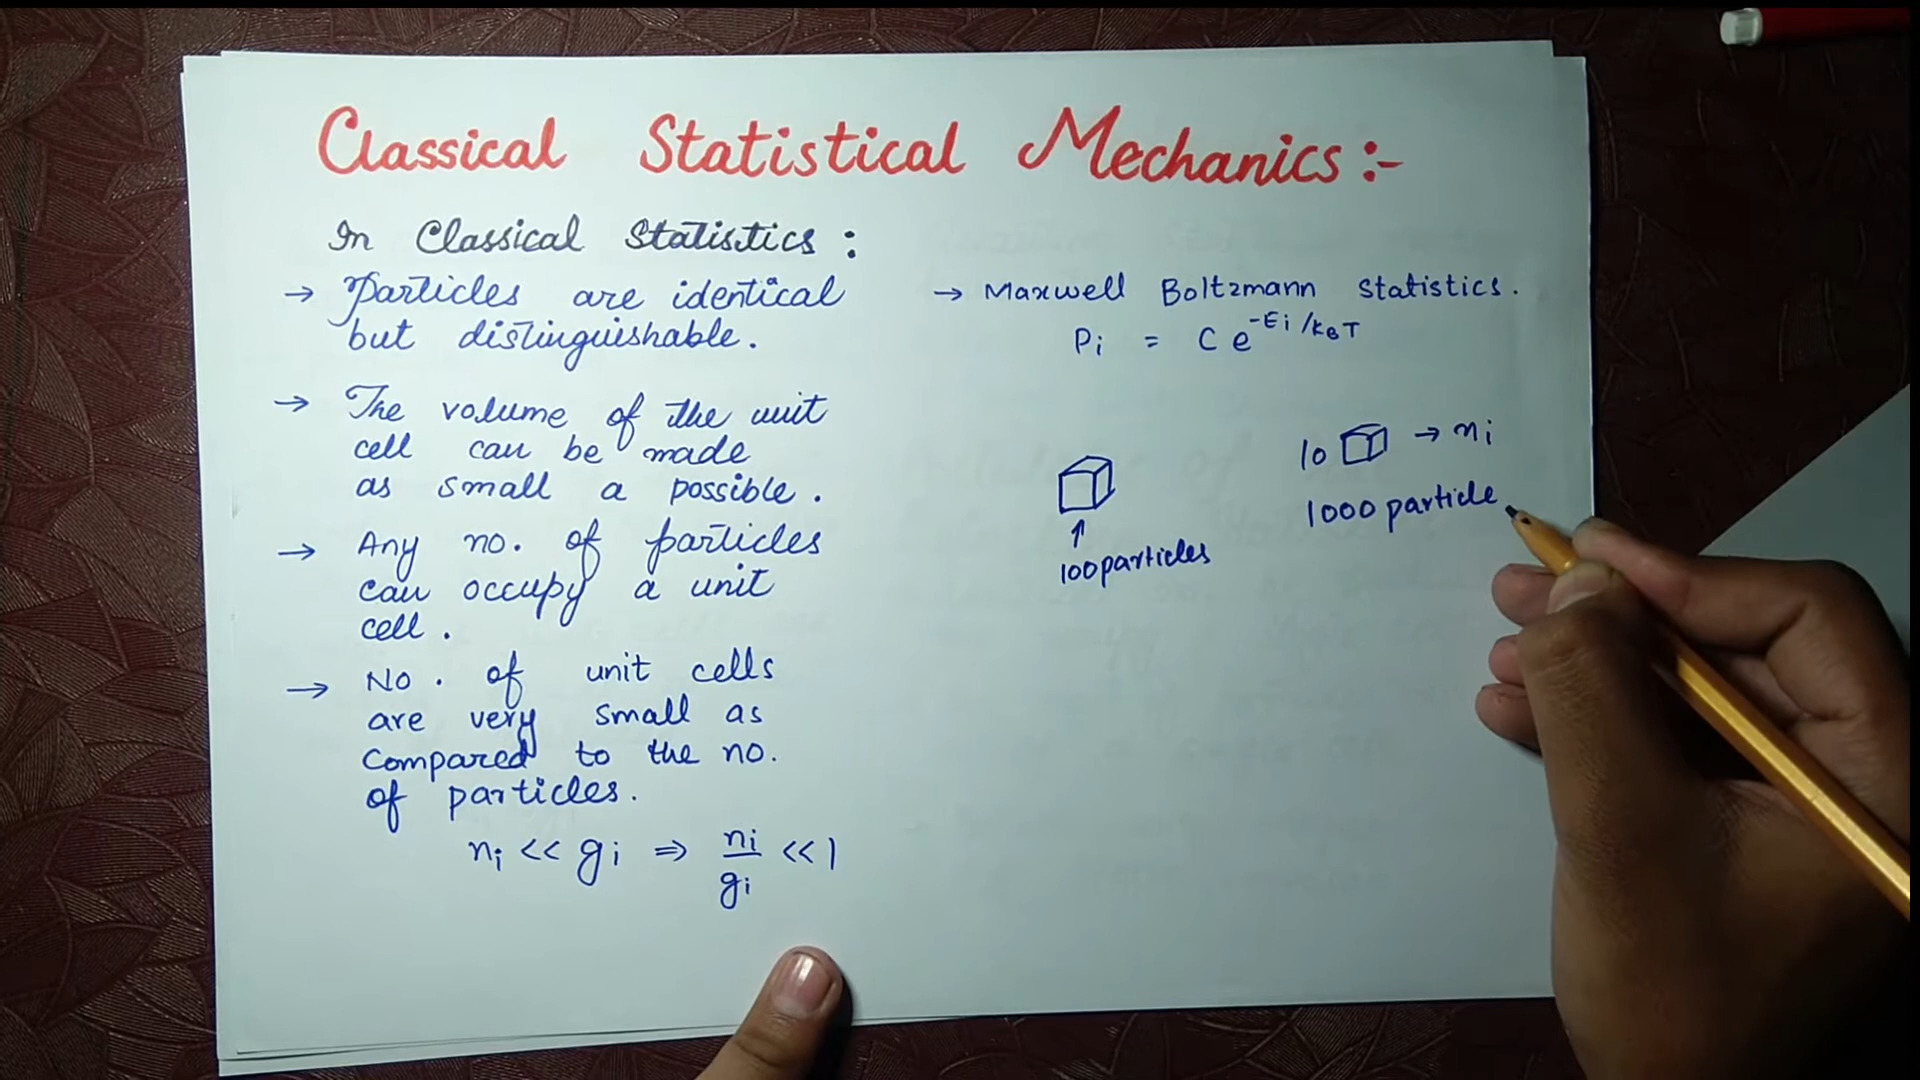 Classical Statistical Mechanics :-
In Classical Statistics :
→ Particles are identical
but distinguishable.
→ The volume of the unit
cell can be made
as small a possible.
→ Any no. of particles
can occupy a unit
cell.
→ No. of unit cells
are very small as
compared to the no.
of particles.
ni << gi ⇒ ni/gi << 1
→ Maxwell Boltzmann Statistics.
Pi = C e^-Ei/kBT
100particles
10 → ni
1000 particle